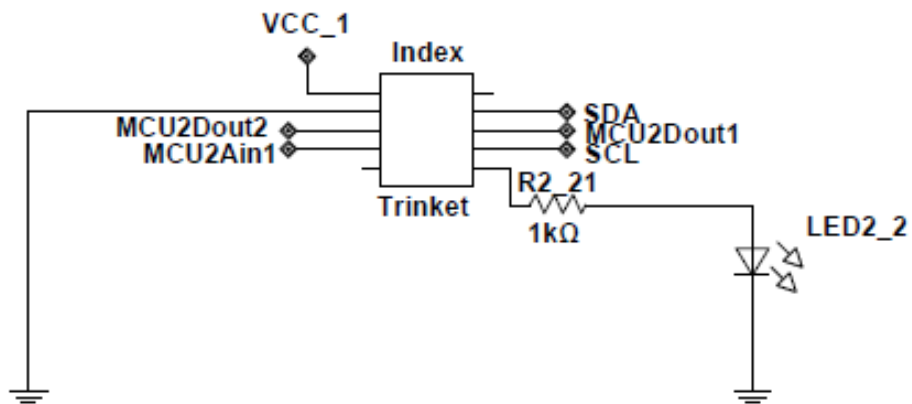 VCC_1
Index
MCU2Dout2
MCU2Ain1
SDA
MCU2Dout1
SCL
Trinket
R2_21
1kΩ
LED2_2